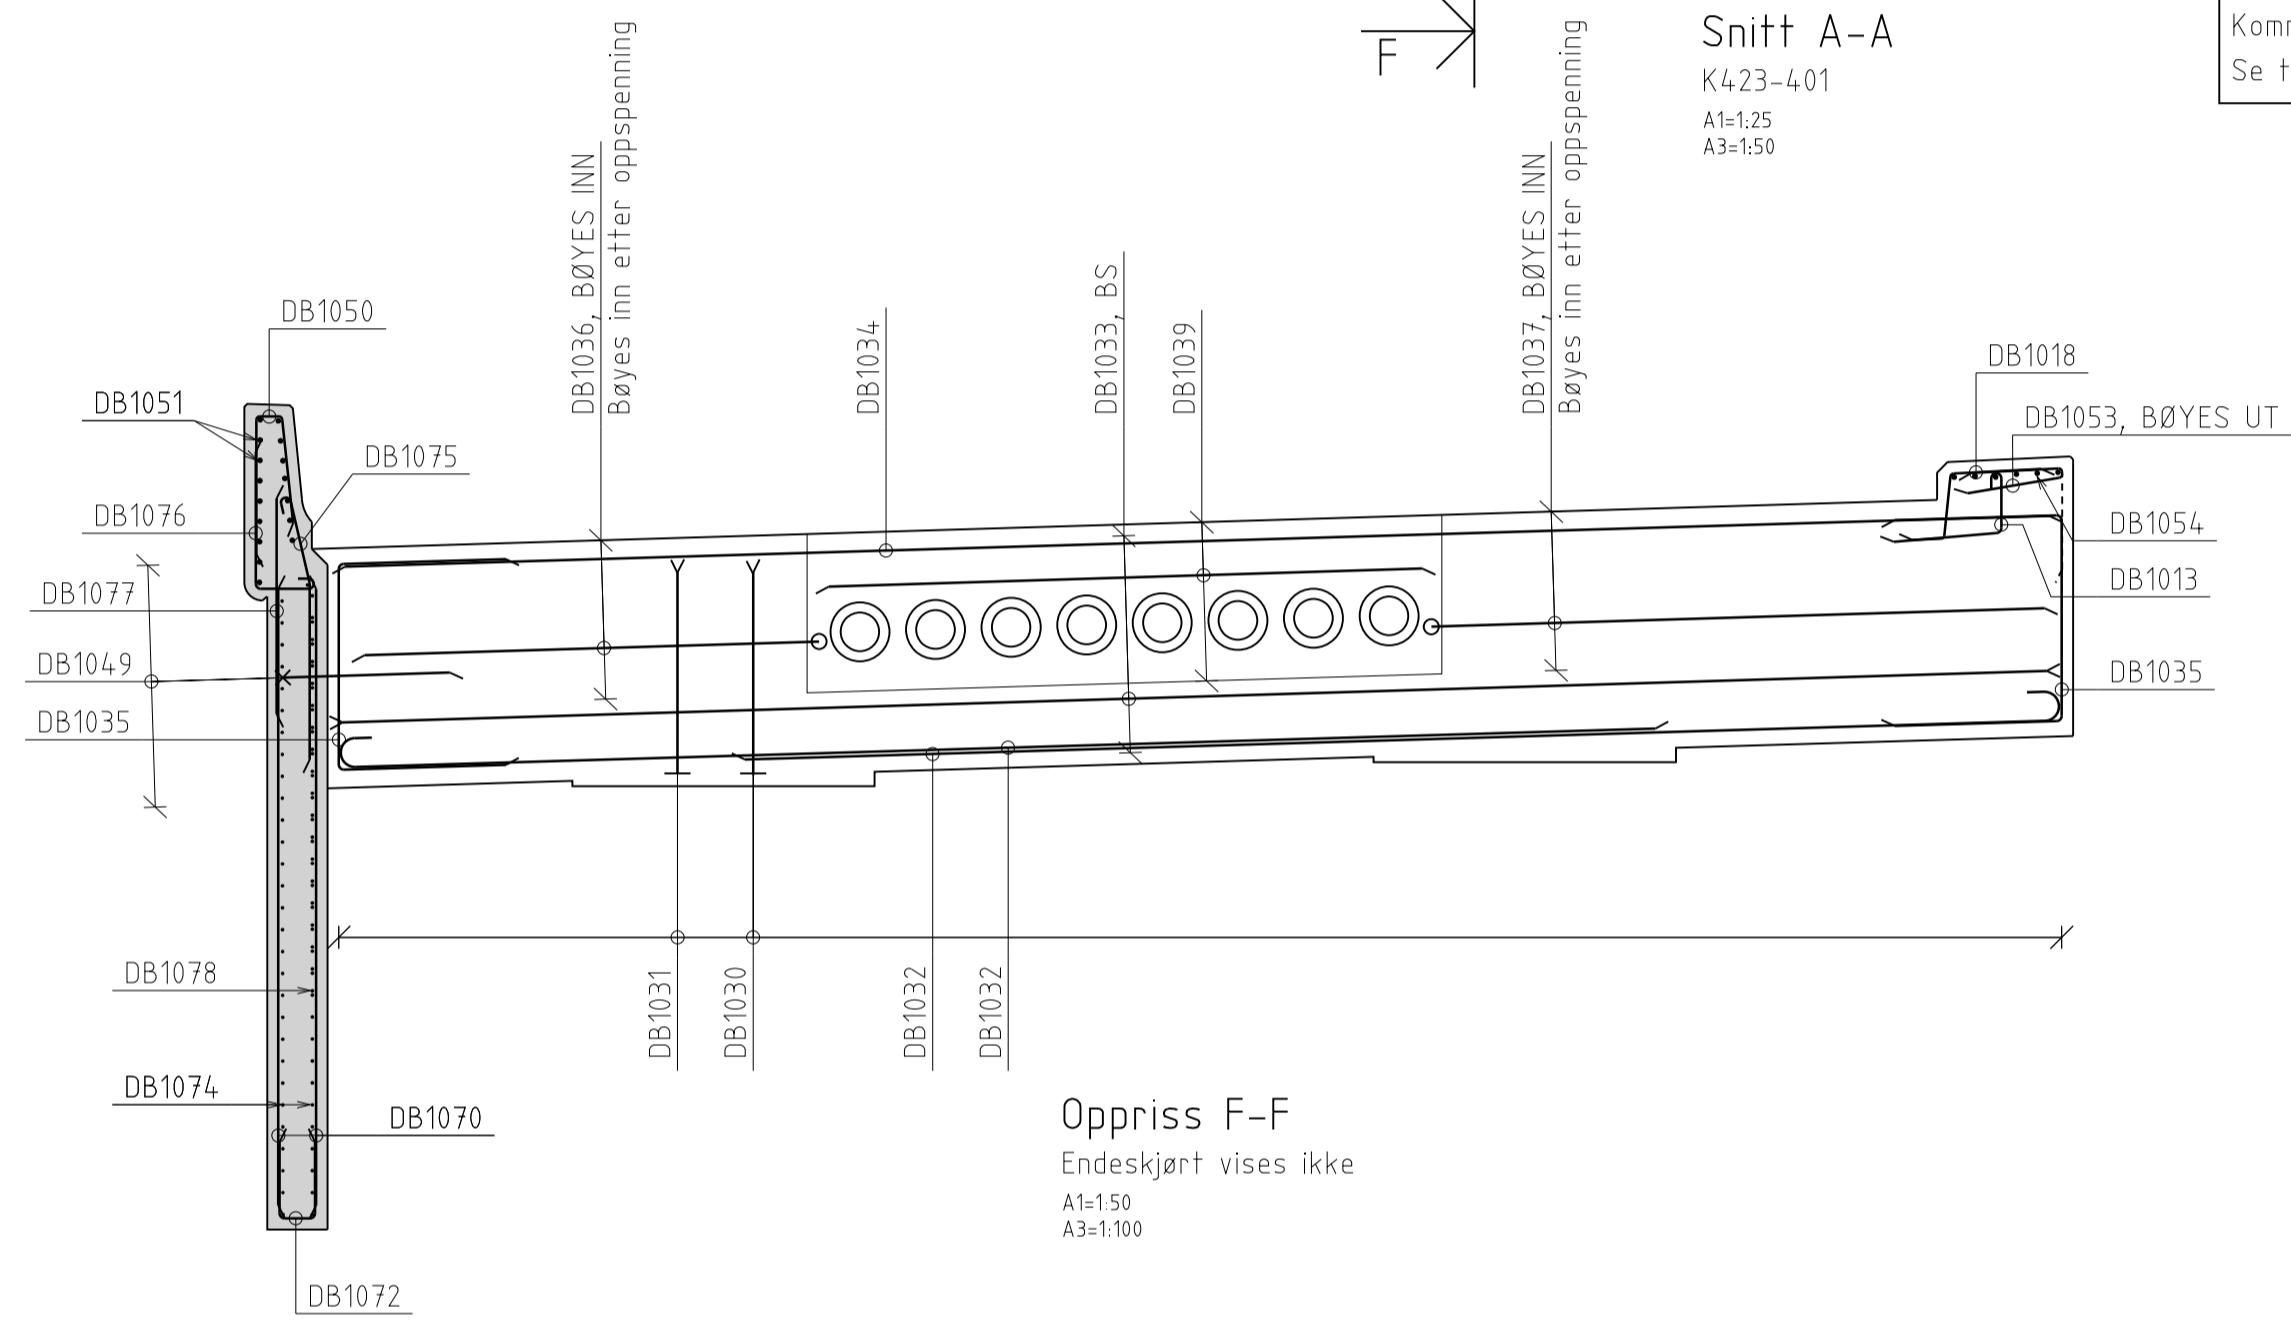 F
Snitt A-A
K423-401
A1=1:25
A3=1:50
Se t
DB1036, BØYES INN
Bøyes inn etter oppspenning
DB1034
DB1033, BS
DB1039
DB1037, BØYES INN
Bøyes inn etter oppspenning
DB1050
DB1051
DB1075
DB1076
DB1077
DB1049
DB1035
DB1018
DB1053, BØYES UT
DB1054
DB1013
DB1035
DB1078
DB1074
DB1070
DB1072
DB1031
DB1030
DB1032
DB1032
Oppriss F-F
Endeskjørt vises ikke
A1=1:50
A3=1:100